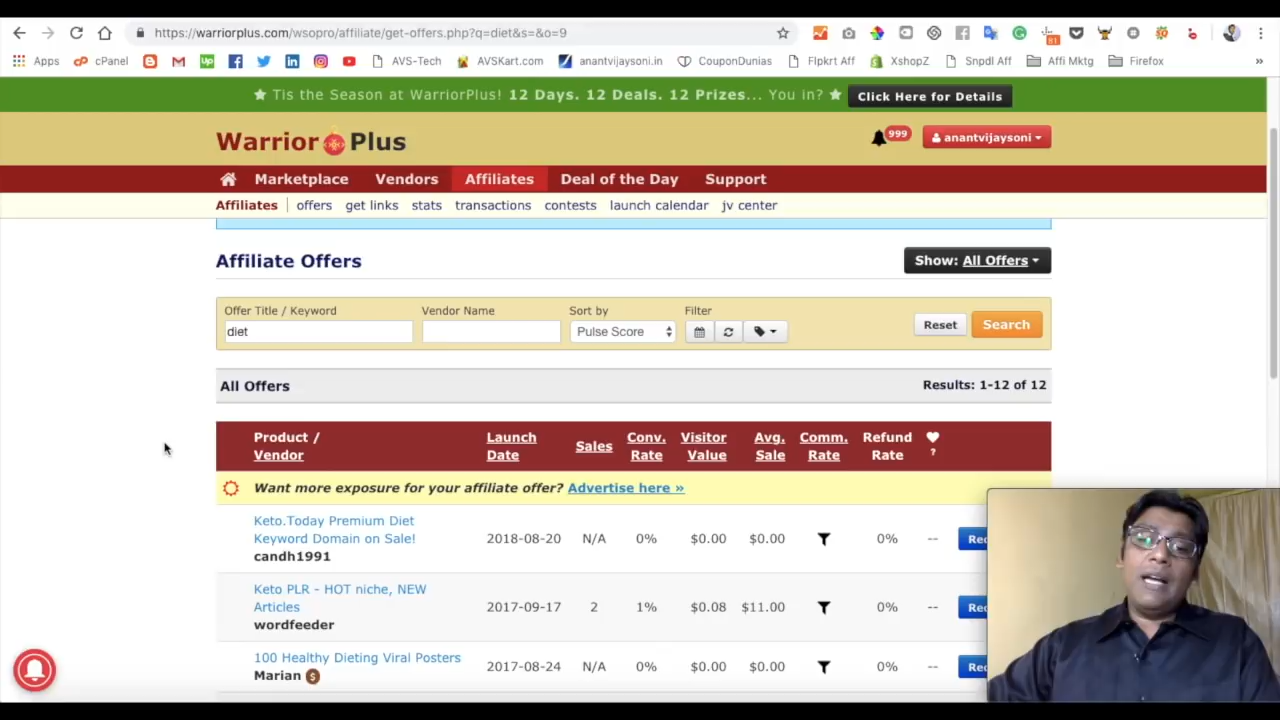 https://warriorplus.com/wsopro/affiliate/get-offers.php?q=diet&s=&o=9
81
Apps cPanel AVS-Tech AVSKart.com anantvijaysoni.in CouponDunias Flpkrt Aff XshopZ Snpdl Aff Affi Mktg Firefox »
Tis the Season at WarriorPlus! 12 Days. 12 Deals. 12 Prizes... You in? Click Here for Details
Warrior Plus 999 anantvijaysoni
Marketplace Vendors Affiliates Deal of the Day Support
Affiliates offers get links stats transactions contests launch calendar jv center
Affiliate Offers Show: All Offers
Offer Title / Keyword Vendor Name Sort by Filter
diet Pulse Score Reset Search
All Offers Results: 1-12 of 12
Product / Launch Sales Conv. Visitor Avg. Comm. Refund
Vendor Date Rate Value Sale Rate Rate ?
Want more exposure for your affiliate offer? Advertise here »
Keto.Today Premium Diet
Keyword Domain on Sale! 2018-08-20 N/A 0% $0.00 $0.00 0% --
candh1991
Keto PLR - HOT niche, NEW
Articles 2017-09-17 2 1% $0.08 $11.00 0% --
wordfeeder
100 Healthy Dieting Viral Posters 2017-08-24 N/A 0% $0.00 $0.00 0% --
Marian $